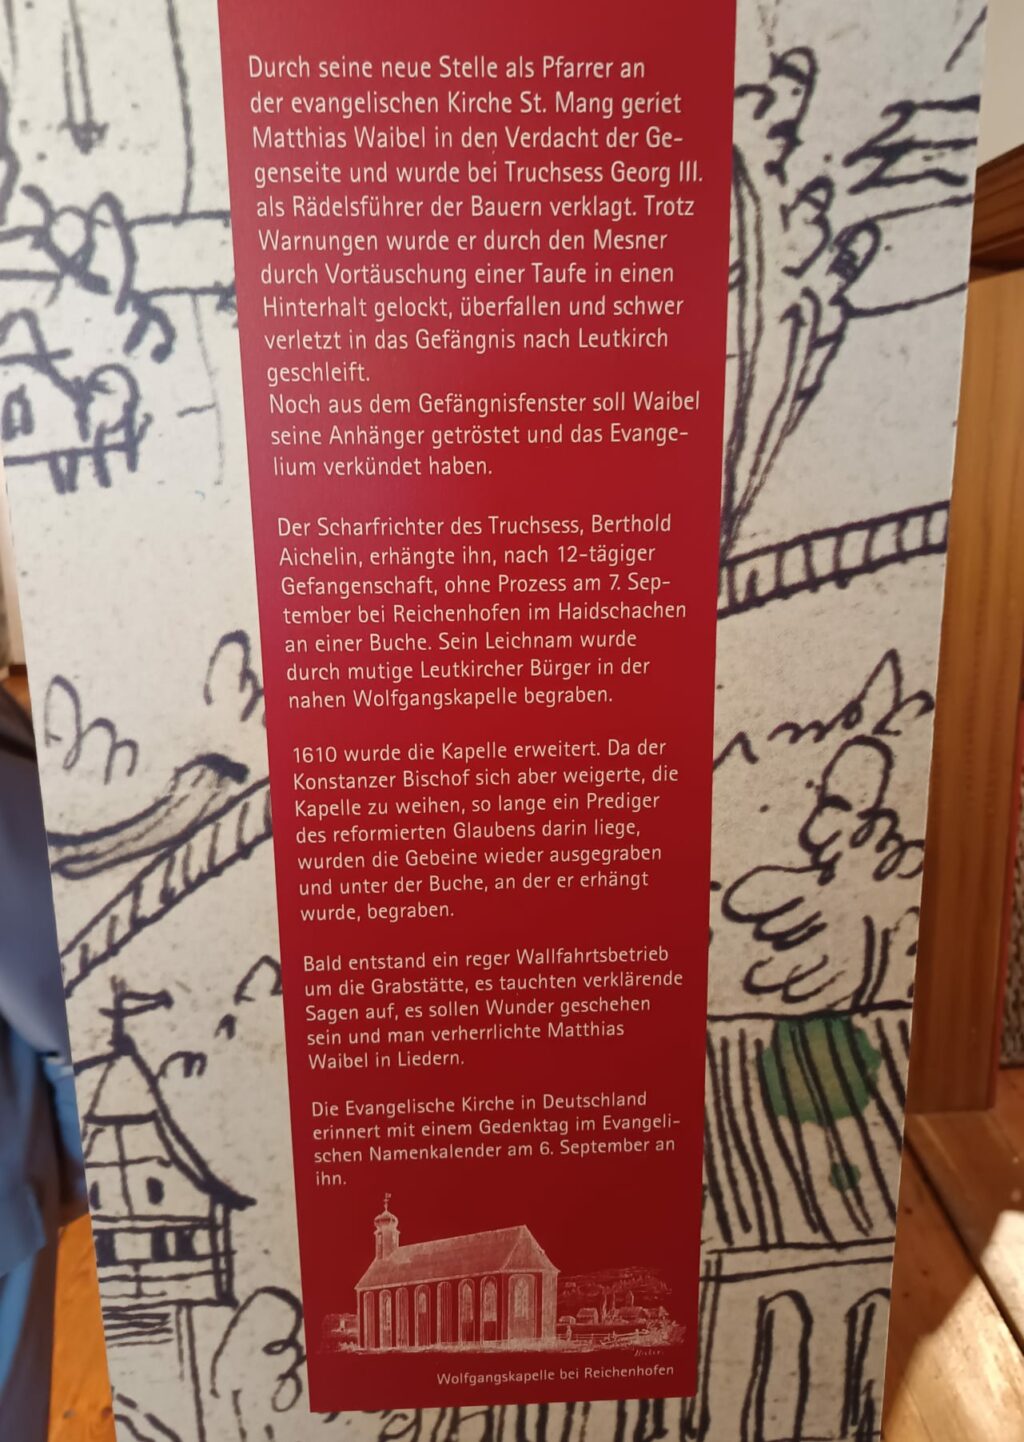 Durch seine neue Stelle als Pfarrer an
der evangelischen Kirche St. Mang geriet
Matthias Waibel in den Verdacht der Ge-
genseite und wurde bei Truchsess Georg III.
als Rädelsführer der Bauern verklagt. Trotz
Warnungen wurde er durch den Mesner
durch Vortäuschung einer Taufe in einen
Hinterhalt gelockt, überfallen und schwer
verletzt in das Gefängnis nach Leutkirch
geschleift.
Noch aus dem Gefängnisfenster soll Waibel
seine Anhänger getröstet und das Evange-
lium verkündet haben.
Der Scharfrichter des Truchsess, Berthold
Aichelin, erhängte ihn, nach 12-tägiger
Gefangenschaft, ohne Prozess am 7. Sep-
tember bei Reichenhofen im Haidschachen
an einer Buche. Sein Leichnam wurde
durch mutige Leutkircher Bürger in der
nahen Wolfgangskapelle begraben.
1610 wurde die Kapelle erweitert. Da der
Konstanzer Bischof sich aber weigerte, die
Kapelle zu weihen, so lange ein Prediger
des reformierten Glaubens darin liege,
wurden die Gebeine wieder ausgegraben
und unter der Buche, an der er erhängt
wurde, begraben.
Bald entstand ein reger Wallfahrtsbetrieb
um die Grabstätte, es tauchten verklärende
Sagen auf, es sollen Wunder geschehen
sein und man verherrlichte Matthias
Waibel in Liedern.
Die Evangelische Kirche in Deutschland
erinnert mit einem Gedenktag im Evangeli-
schen Namenkalender am 6. September an
ihn.
Wolfgangskapelle bei Reichenhofen